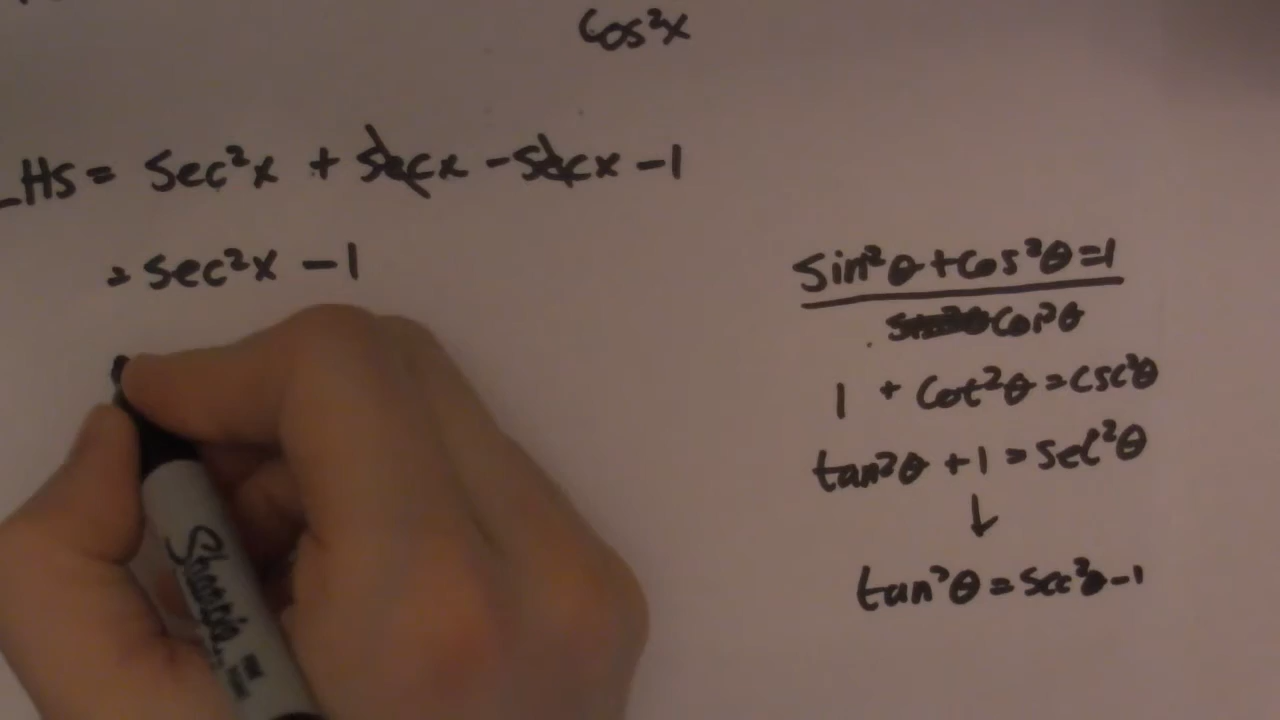 cos²x
LHS = sec²x + secx - secx - 1
= sec²x - 1
sin²θ + cos²θ = 1
cos²θ
1 + cot²θ = csc²θ
tan²θ + 1 = sec²θ
↓
tan²θ = sec²θ - 1
Sharpie